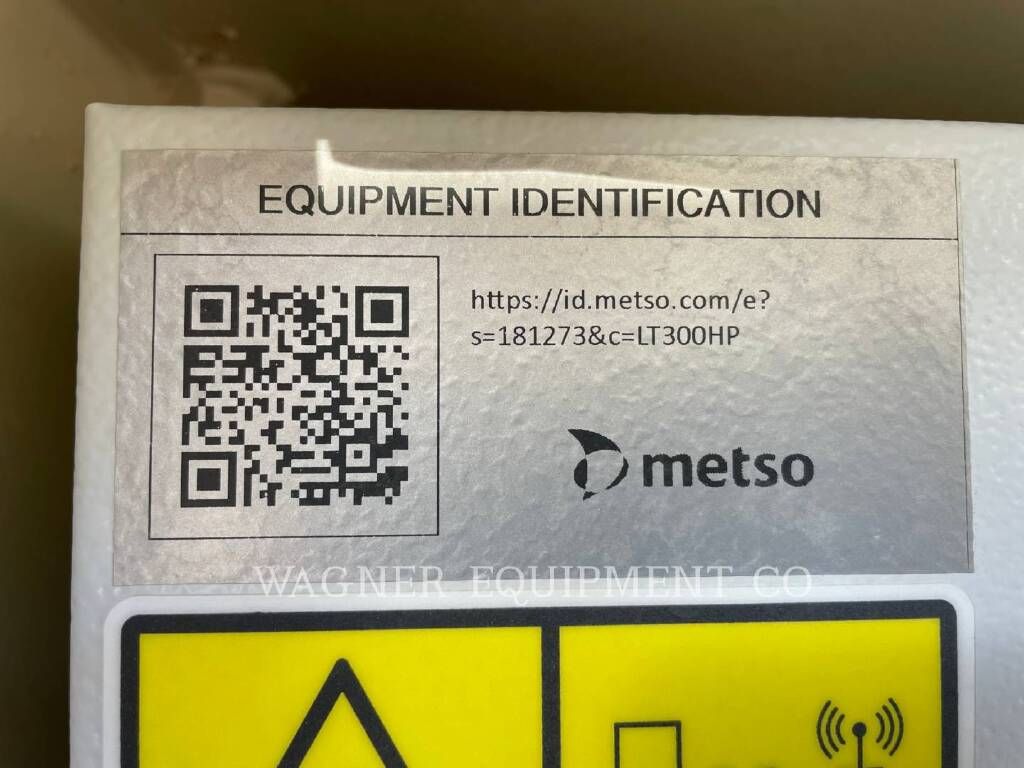 EQUIPMENT IDENTIFICATION
https://id.metso.com/e?
s=181273&c=LT300HP
metso
WAGNER EQUIPMENT CO